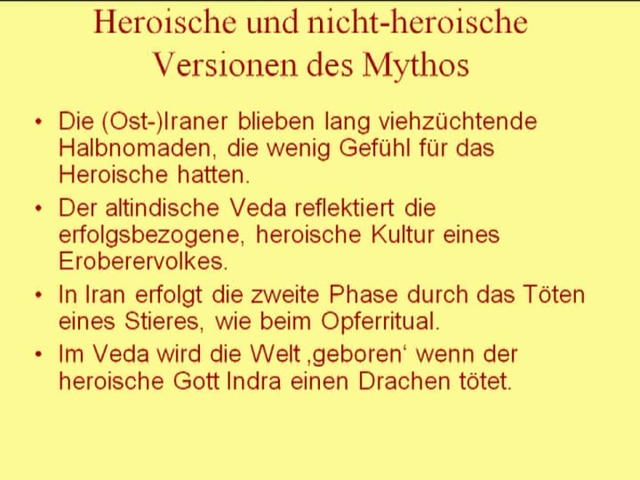 Heroische und nicht-heroische
Versionen des Mythos
• Die (Ost-)Iraner blieben lang viehzüchtende
Halbnomaden, die wenig Gefühl für das
Heroische hatten.
• Der altindische Veda reflektiert die
erfolgsbezogene, heroische Kultur eines
Eroberervolkes.
• In Iran erfolgt die zweite Phase durch das Töten
eines Stieres, wie beim Opferritual.
• Im Veda wird die Welt ‚geboren‘ wenn der
heroische Gott Indra einen Drachen tötet.